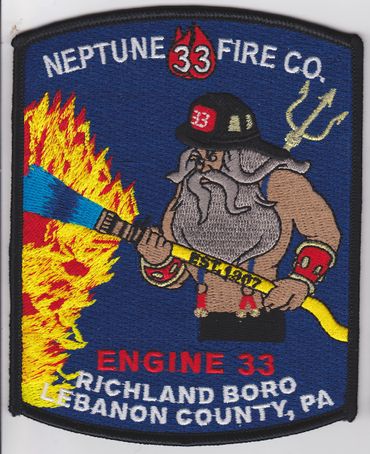 NEPTUNE 33 FIRE CO.
33
EST. 1907
ENGINE 33
RICHLAND BORO
LEBANON COUNTY, PA